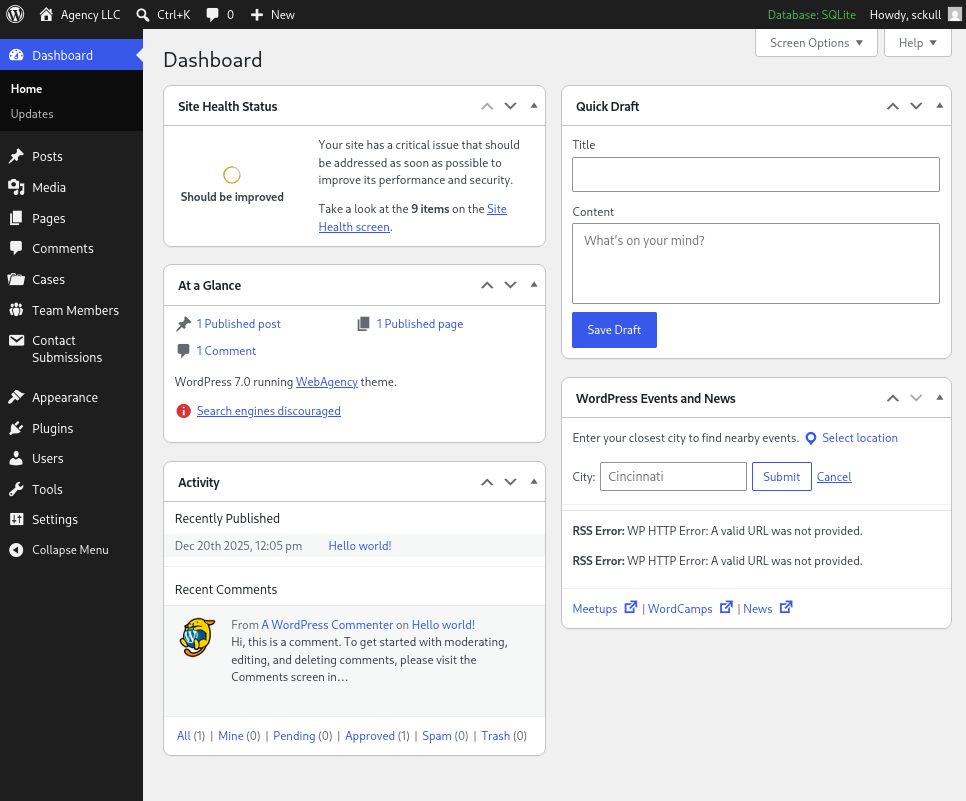 Agency LLC
Ctrl+K
0
New
Database: SQLite
Howdy, sckull
Dashboard
Home
Updates
Posts
Media
Pages
Comments
Cases
Team Members
Contact
Submissions
Appearance
Plugins
Users
Tools
Settings
Collapse Menu
Screen Options
Help
Dashboard
Site Health Status
Should be improved
Your site has a critical issue that should
be addressed as soon as possible to
improve its performance and security.
Take a look at the 9 items on the Site
Health screen.
At a Glance
1 Published post
1 Published page
1 Comment
WordPress 7.0 running WebAgency theme.
Search engines discouraged
Activity
Recently Published
Dec 20th 2025, 12:05 pm Hello world!
Recent Comments
From A WordPress Commenter on Hello world!
Hi, this is a comment. To get started with moderating,
editing, and deleting comments, please visit the
Comments screen in…
All (1) | Mine (0) | Pending (0) | Approved (1) | Spam (0) | Trash (0)
Quick Draft
Title
Content
What's on your mind?
Save Draft
WordPress Events and News
Enter your closest city to find nearby events. Select location
City: Cincinnati Submit Cancel
RSS Error: WP HTTP Error: A valid URL was not provided.
RSS Error: WP HTTP Error: A valid URL was not provided.
Meetups | WordCamps | News